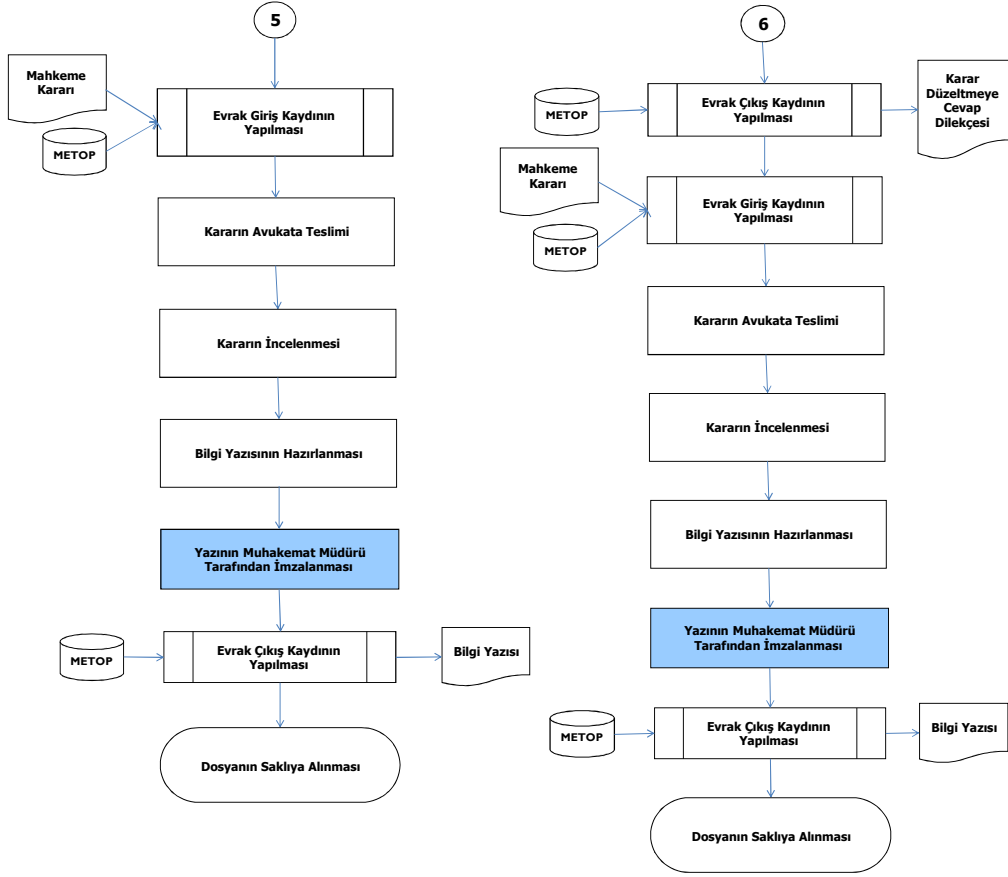 5
Mahkeme
Kararı
METOP
Evrak Giriş Kaydının
Yapılması
Kararın Avukata Teslimi
Kararın İncelenmesi
Bilgi Yazısının Hazırlanması
Yazının Muhakemat Müdürü
Tarafından İmzalanması
METOP
Evrak Çıkış Kaydının
Yapılması
Bilgi Yazısı
Dosyanın Saklıya Alınması
6
METOP
Evrak Çıkış Kaydının
Yapılması
Karar
Düzeltmeye
Cevap
Dilekçesi
Mahkeme
Kararı
METOP
Evrak Giriş Kaydının
Yapılması
Kararın Avukata Teslimi
Kararın İncelenmesi
Bilgi Yazısının Hazırlanması
Yazının Muhakemat Müdürü
Tarafından İmzalanması
METOP
Evrak Çıkış Kaydının
Yapılması
Bilgi Yazısı
Dosyanın Saklıya Alınması